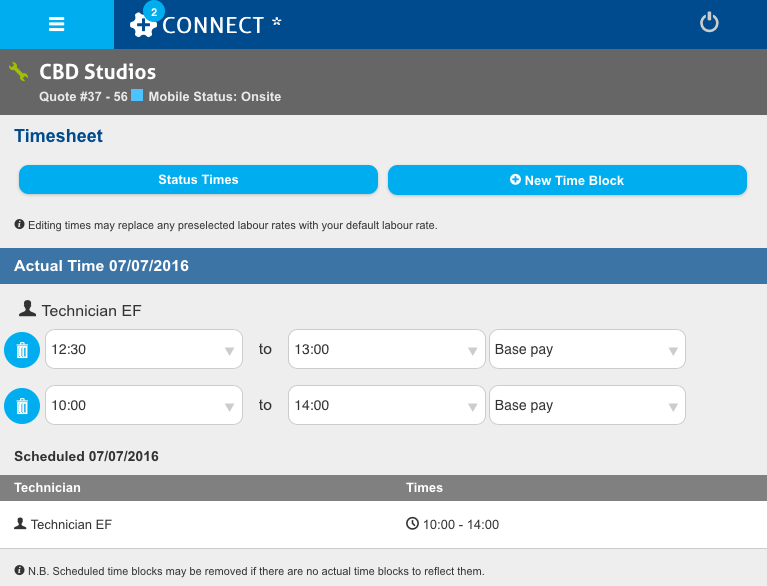 2
CONNECT *
CBD Studios
Quote #37 - 56 Mobile Status: Onsite
Timesheet
Status Times
New Time Block
Editing times may replace any preselected labour rates with your default labour rate.
Actual Time 07/07/2016
Technician EF
12:30 to 13:00 Base pay
10:00 to 14:00 Base pay
Scheduled 07/07/2016
Technician Times
Technician EF 10:00 - 14:00
N.B. Scheduled time blocks may be removed if there are no actual time blocks to reflect them.